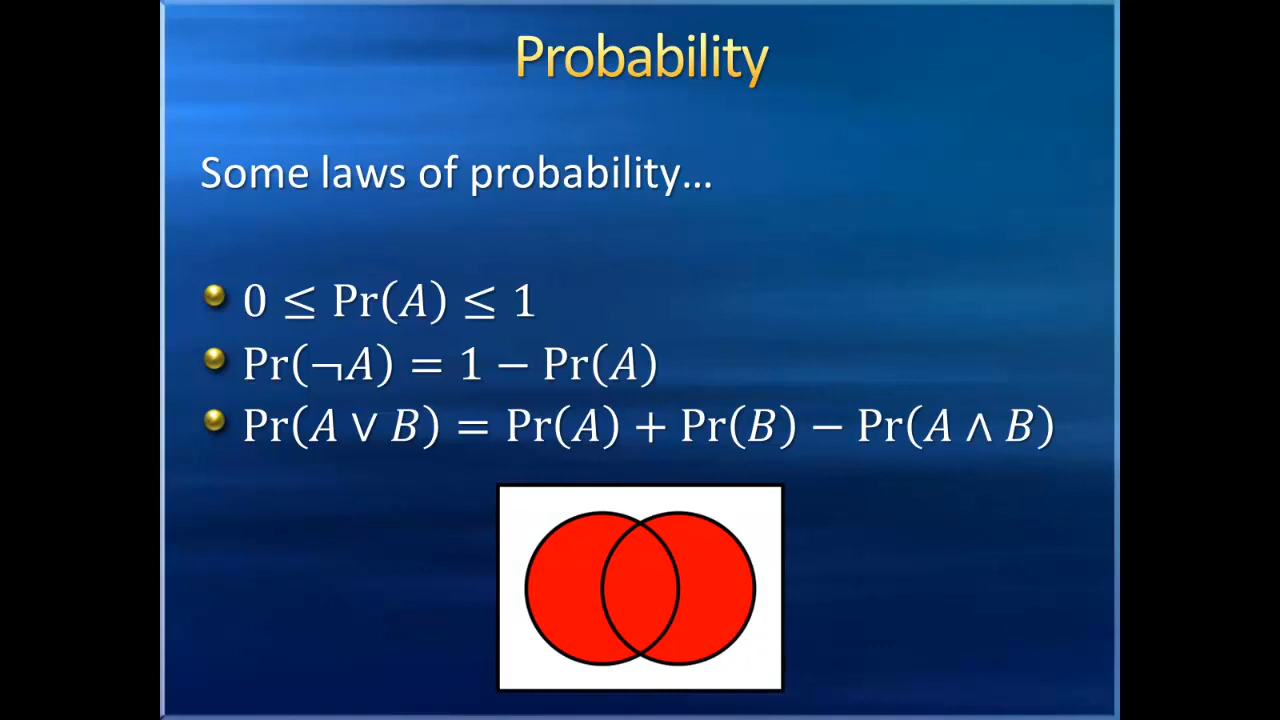 Probability
Some laws of probability…
0 ≤ Pr(A) ≤ 1
Pr(¬A) = 1 − Pr(A)
Pr(A ∨ B) = Pr(A) + Pr(B) − Pr(A ∧ B)